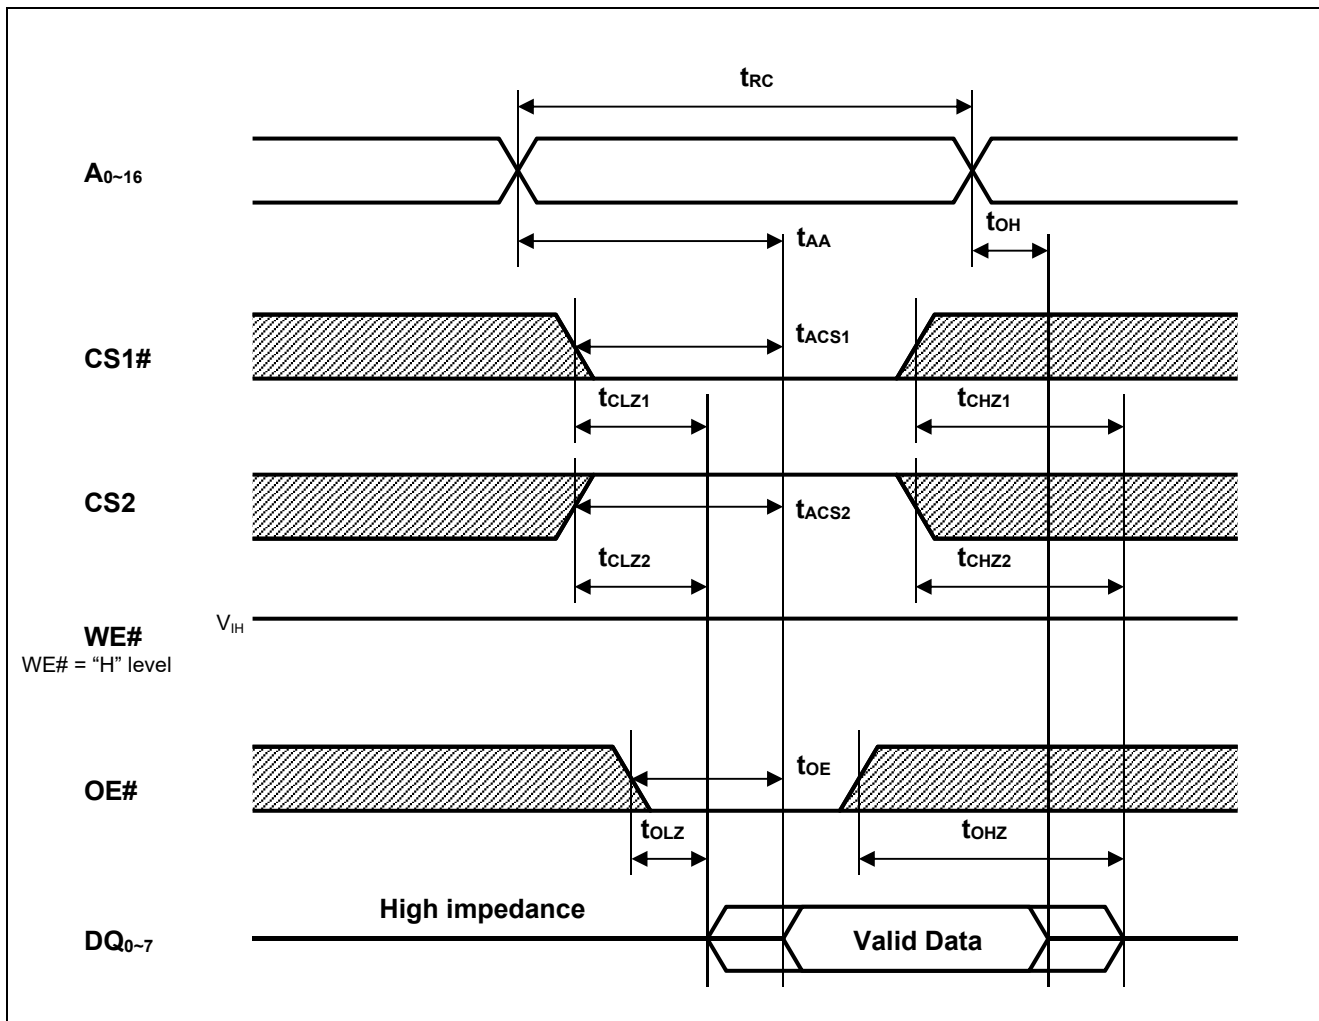 tRC
A0~16
tOH
tAA
tACS1
CS1#
tCLZ1
tCHZ1
CS2
tACS2
tCLZ2
tCHZ2
VIH
WE#
WE# = “H” level
tOE
OE#
tOLZ
tOHZ
High impedance
DQ0~7
Valid Data